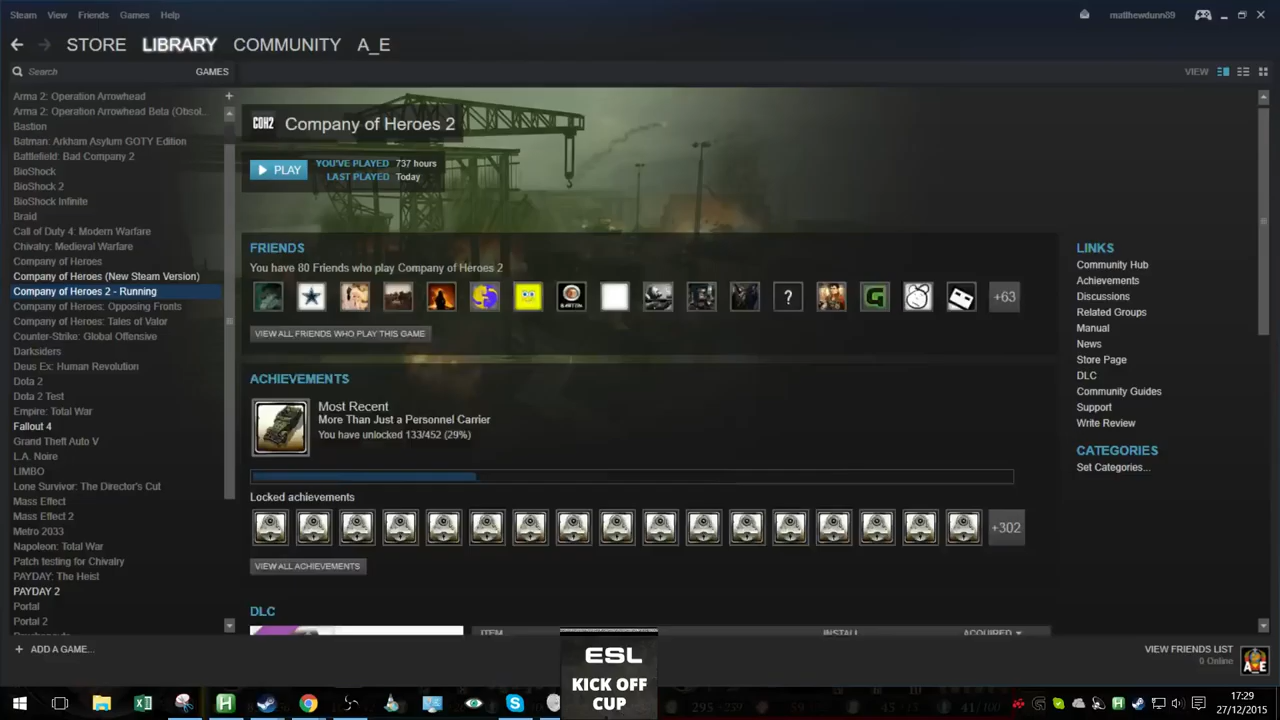 Steam View Friends Games Help
matthewdunn89
STORE LIBRARY COMMUNITY A_E
Search
GAMES
VIEW
Arma 2: Operation Arrowhead
Arma 2: Operation Arrowhead Beta (Obsol...
Bastion
Batman: Arkham Asylum GOTY Edition
Battlefield: Bad Company 2
BioShock
BioShock 2
BioShock Infinite
Braid
Call of Duty 4: Modern Warfare
Chivalry: Medieval Warfare
Company of Heroes
Company of Heroes (New Steam Version)
Company of Heroes 2 - Running
Company of Heroes: Opposing Fronts
Company of Heroes: Tales of Valor
Counter-Strike: Global Offensive
Darksiders
Deus Ex: Human Revolution
Dota 2
Dota 2 Test
Empire: Total War
Fallout 4
Grand Theft Auto V
L.A. Noire
LIMBO
Lone Survivor: The Director's Cut
Mass Effect
Mass Effect 2
Metro 2033
Napoleon: Total War
Patch testing for Chivalry
PAYDAY: The Heist
PAYDAY 2
Portal
Portal 2
+ ADD A GAME...
COH2 Company of Heroes 2
PLAY
YOU'VE PLAYED 737 hours
LAST PLAYED Today
FRIENDS
You have 80 Friends who play Company of Heroes 2
?
+63
VIEW ALL FRIENDS WHO PLAY THIS GAME
ACHIEVEMENTS
Most Recent
More Than Just a Personnel Carrier
You have unlocked 133/452 (29%)
Locked achievements
+302
VIEW ALL ACHIEVEMENTS
DLC
ITEM INSTALL ACQUIRED
LINKS
Community Hub
Achievements
Discussions
Related Groups
Manual
News
Store Page
DLC
Community Guides
Support
Write Review
CATEGORIES
Set Categories...
VIEW FRIENDS LIST
0 Online
A_E
ESL
KICK OFF
CUP
17:29
27/12/2015